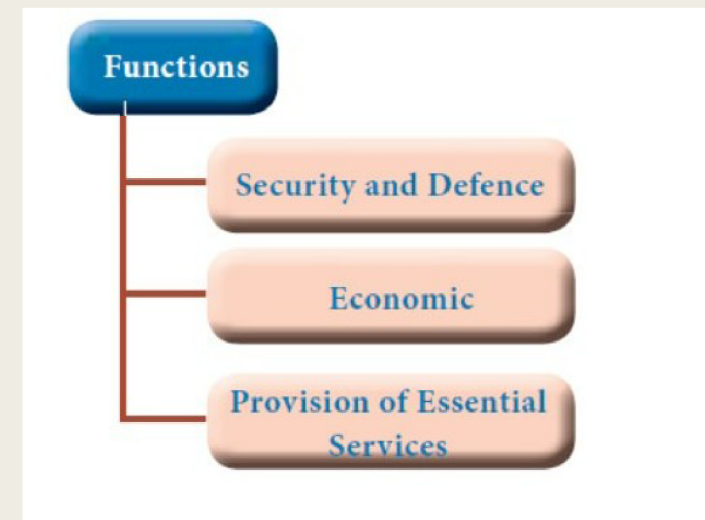 Functions
Security and Defence
Economic
Provision of Essential
Services